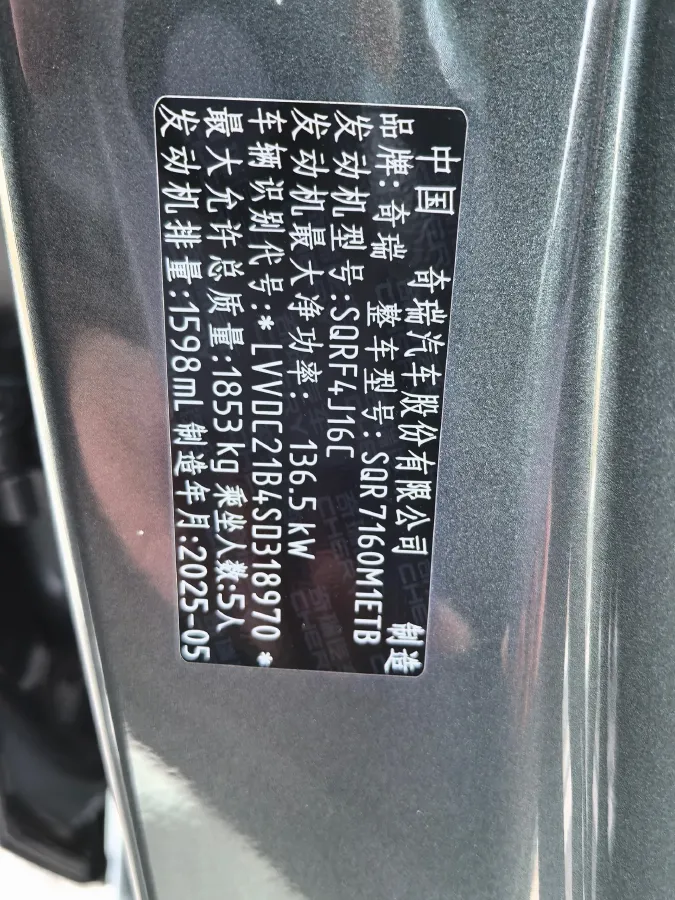 中国 奇瑞汽车股份有限公司 制造
品牌:奇瑞 整车型号:SQR7160M1ETB
发动机型号:SQRF4J16C
发动机最大净功率: 136.5 kW
车辆识别代号:*LVVDC21B4SD318970*
最大允许总质量:1853 kg 乘坐人数:5人
发动机排量:1598mL 制造年月:2025-05